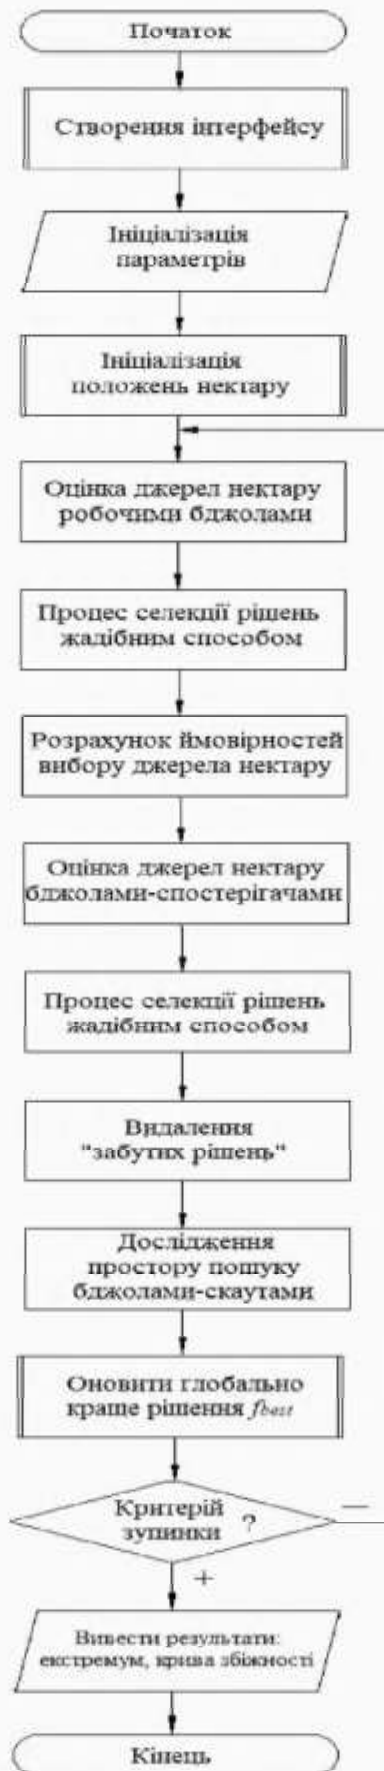 Початок
Створення інтерфейсу
Ініціалізація
параметрів
Ініціалізація
положень нектару
Оцінка джерел нектару
робочими бджолами
Процес селекції рішень
жадібним способом
Розрахунок ймовірностей
вибору джерела нектару
Оцінка джерел нектару
бджолами-спостерігачами
Процес селекції рішень
жадібним способом
Видалення
"забутих рішень"
Дослідження
простору пошуку
бджолами-скаутами
Оновити глобально
краще рішення fbest
Критерій
зупинки ?
—
+
Вивести результати:
екстремум, крива збіжності
Кінець